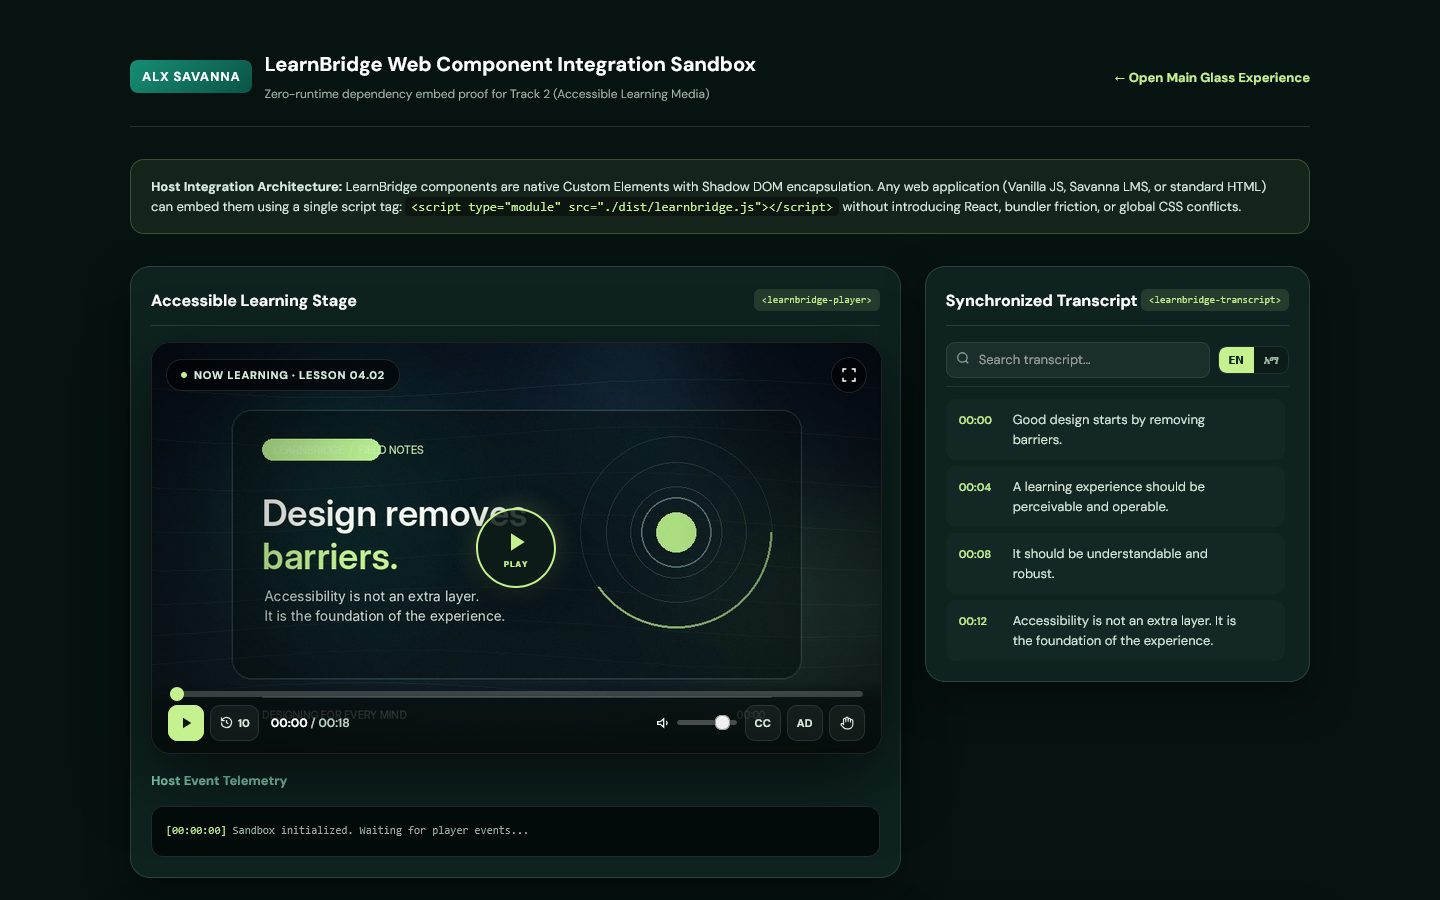 ALX SAVANNA
LearnBridge Web Component Integration Sandbox
Zero-runtime dependency embed proof for Track 2 (Accessible Learning Media)
← Open Main Glass Experience
Host Integration Architecture: LearnBridge components are native Custom Elements with Shadow DOM encapsulation. Any web application (Vanilla JS, Savanna LMS, or standard HTML)
can embed them using a single script tag: <script type="module" src="./dist/learnbridge.js"></script> without introducing React, bundler friction, or global CSS conflicts.
Accessible Learning Stage
<learnbridge-player>
NOW LEARNING · LESSON 04.02
NOTES
Design removes
barriers.
PLAY
Accessibility is not an extra layer.
It is the foundation of the experience.
DESIGNING FOR EVERY MIND
00:00
10
00:00 / 00:18
CC
AD
Host Event Telemetry
[00:00:00] Sandbox initialized. Waiting for player events...
Synchronized Transcript
<learnbridge-transcript>
Search transcript...
EN
አማ
00:00
Good design starts by removing
barriers.
00:04
A learning experience should be
perceivable and operable.
00:08
It should be understandable and
robust.
00:12
Accessibility is not an extra layer. It is
the foundation of the experience.